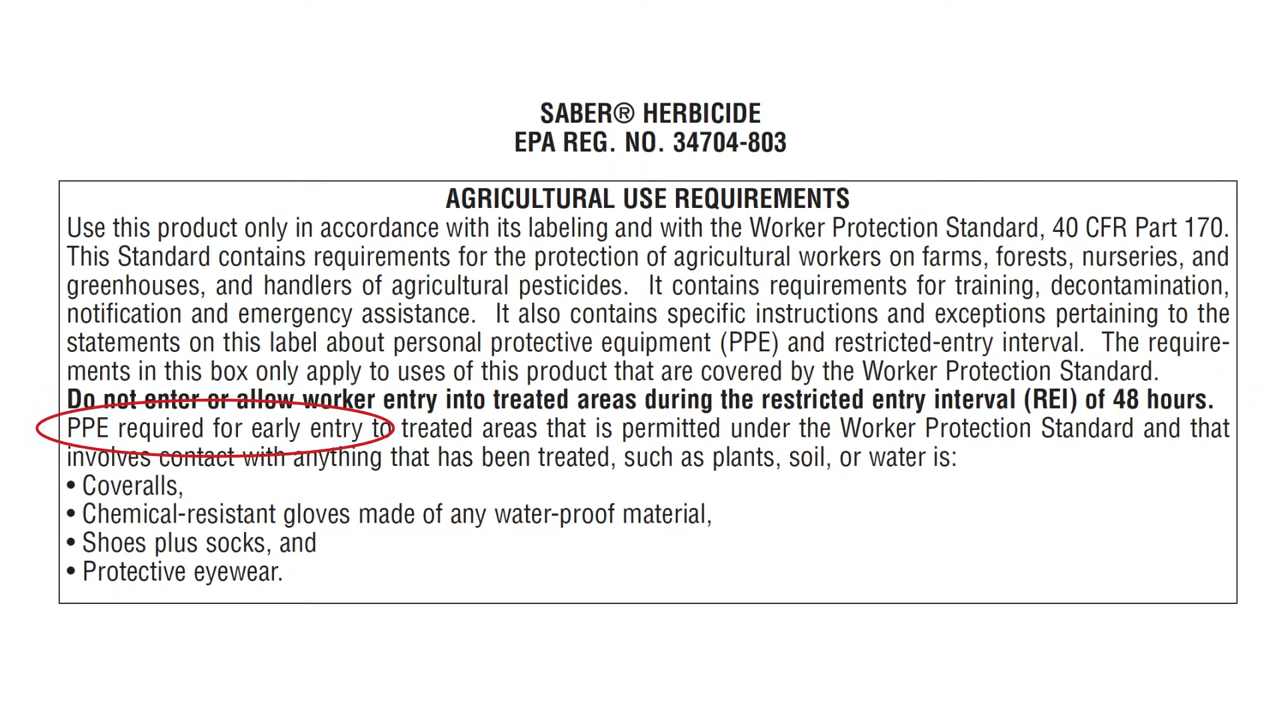 SABER® HERBICIDE
EPA REG. NO. 34704-803
AGRICULTURAL USE REQUIREMENTS
Use this product only in accordance with its labeling and with the Worker Protection Standard, 40 CFR Part 170.
This Standard contains requirements for the protection of agricultural workers on farms, forests, nurseries, and
greenhouses, and handlers of agricultural pesticides. It contains requirements for training, decontamination,
notification and emergency assistance. It also contains specific instructions and exceptions pertaining to the
statements on this label about personal protective equipment (PPE) and restricted-entry interval. The require-
ments in this box only apply to uses of this product that are covered by the Worker Protection Standard.
Do not enter or allow worker entry into treated areas during the restricted entry interval (REI) of 48 hours.
PPE required for early entry to treated areas that is permitted under the Worker Protection Standard and that
involves contact with anything that has been treated, such as plants, soil, or water is:
• Coveralls,
• Chemical-resistant gloves made of any water-proof material,
• Shoes plus socks, and
• Protective eyewear.